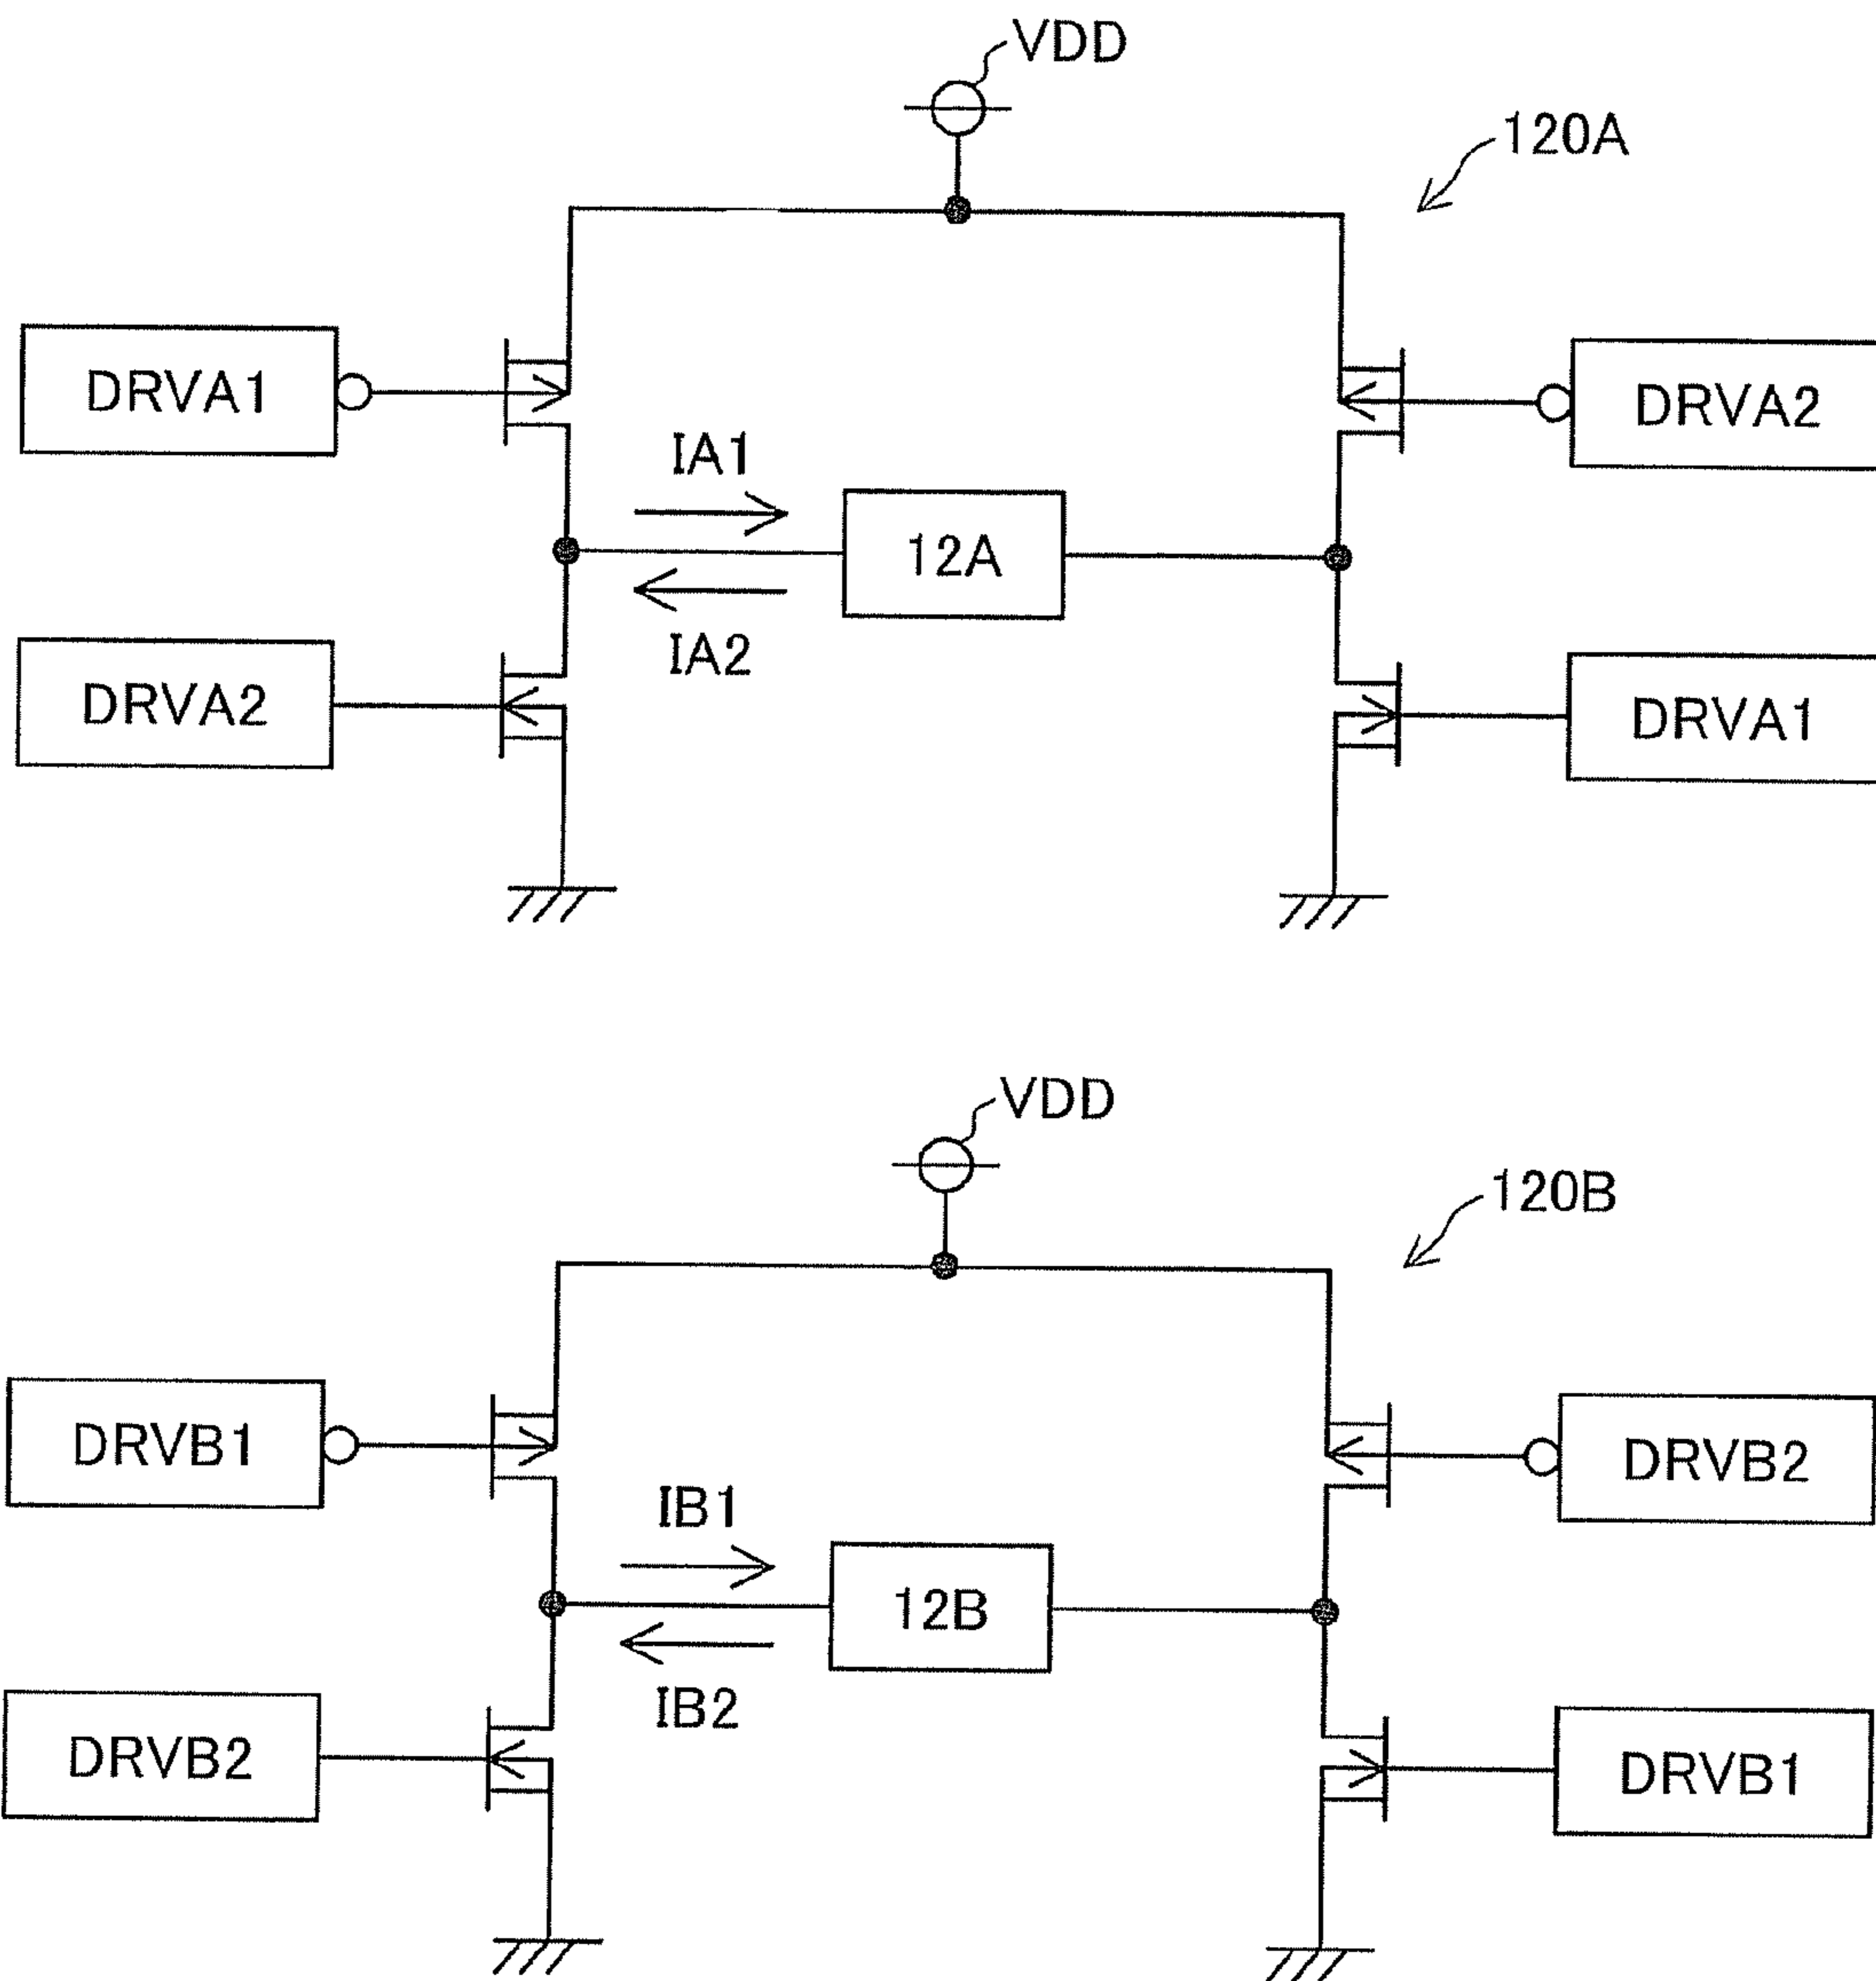 VDD
120A
DRVA1
DRVA2
IA1
12A
IA2
DRVA2
DRVA1
VDD
120B
DRVB1
DRVB2
IB1
12B
IB2
DRVB2
DRVB1